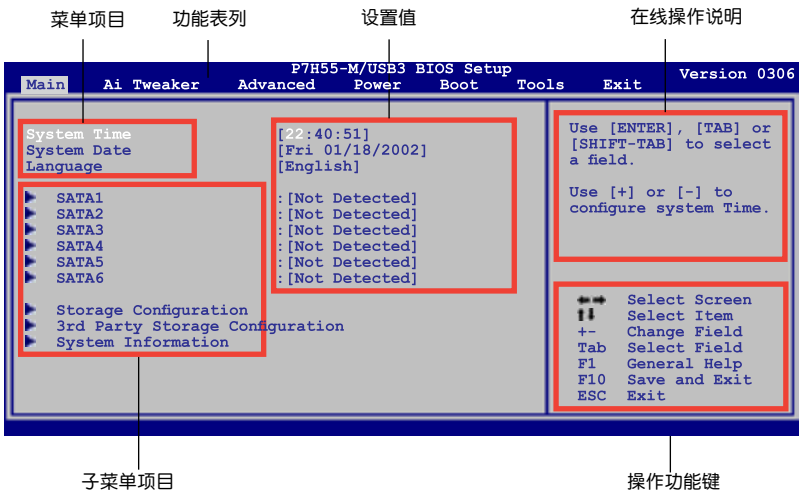 菜单项目 功能表列 设置值 在线操作说明
P7H55-M/USB3 BIOS Setup Version 0306
Main Ai Tweaker Advanced Power Boot Tools Exit
System Time [22:40:51]
System Date [Fri 01/18/2002]
Language [English]
SATA1 :[Not Detected]
SATA2 :[Not Detected]
SATA3 :[Not Detected]
SATA4 :[Not Detected]
SATA5 :[Not Detected]
SATA6 :[Not Detected]
Storage Configuration
3rd Party Storage Configuration
System Information
Use [ENTER], [TAB] or
[SHIFT-TAB] to select
a field.
Use [+] or [-] to
configure system Time.
←→ Select Screen
↑↓ Select Item
+- Change Field
Tab Select Field
F1 General Help
F10 Save and Exit
ESC Exit
子菜单项目 操作功能键